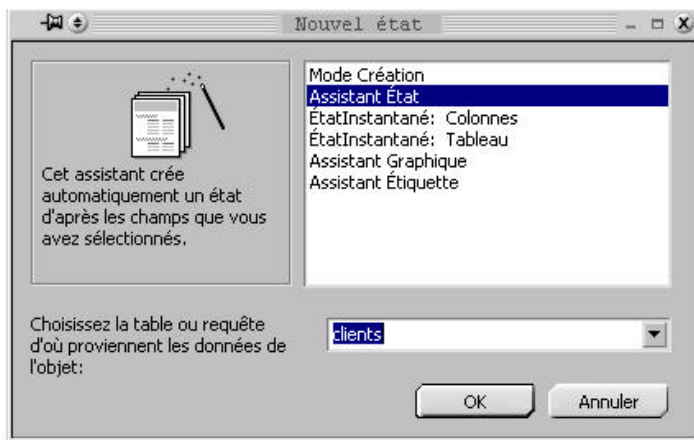 Nouvel état
Mode Création
Assistant État
ÉtatInstantané: Colonnes
ÉtatInstantané: Tableau
Assistant Graphique
Assistant Étiquette
Cet assistant crée
automatiquement un état
d'après les champs que vous
avez sélectionnés.
Choisissez la table ou requête
d'où proviennent les données de
l'objet:
clients
OK
Annuler